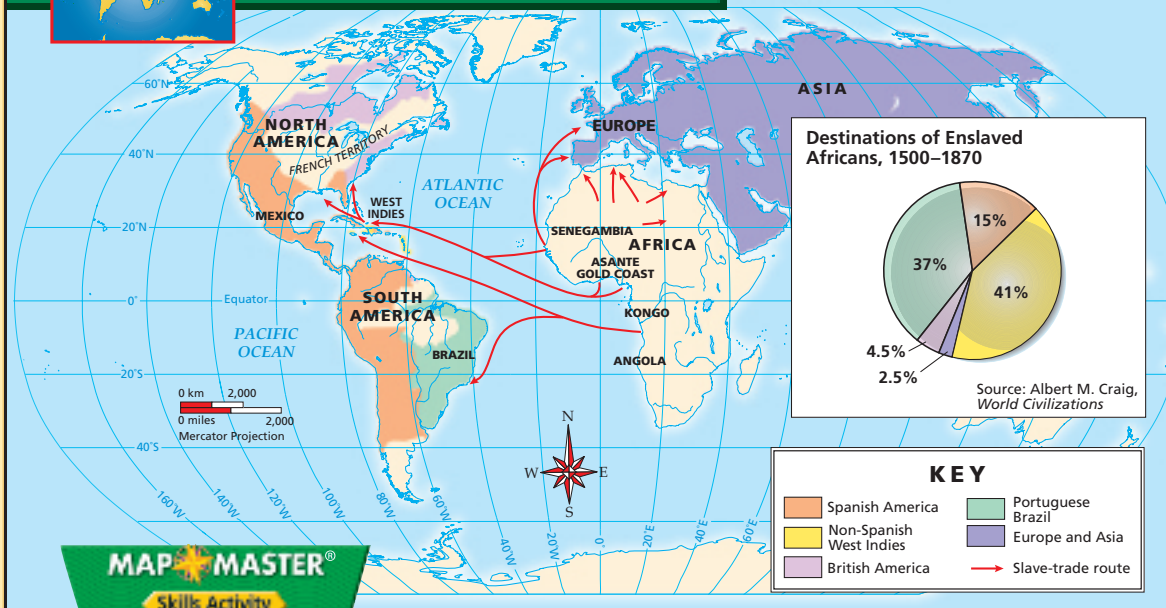 60°N
40°N
20°N
0°
20°S
40°S
160°W
140°W
120°W
100°W
80°W
60°W
40°W
20°W
0°
20°E
40°E
60°E
NORTH
AMERICA
FRENCH TERRITORY
MEXICO
WEST
INDIES
ATLANTIC
OCEAN
EUROPE
ASIA
SENEGAMBIA
AFRICA
ASANTE
GOLD COAST
KONGO
ANGOLA
Equator
SOUTH
AMERICA
BRAZIL
PACIFIC
OCEAN
0 km 2,000
0 miles 2,000
Mercator Projection
N
W E
S
Destinations of Enslaved
Africans, 1500–1870
15%
37%
41%
4.5%
2.5%
Source: Albert M. Craig,
World Civilizations
KEY
Spanish America
Non-Spanish
West Indies
British America
Portuguese
Brazil
Europe and Asia
Slave-trade route
MAP MASTER®
Skills Activity